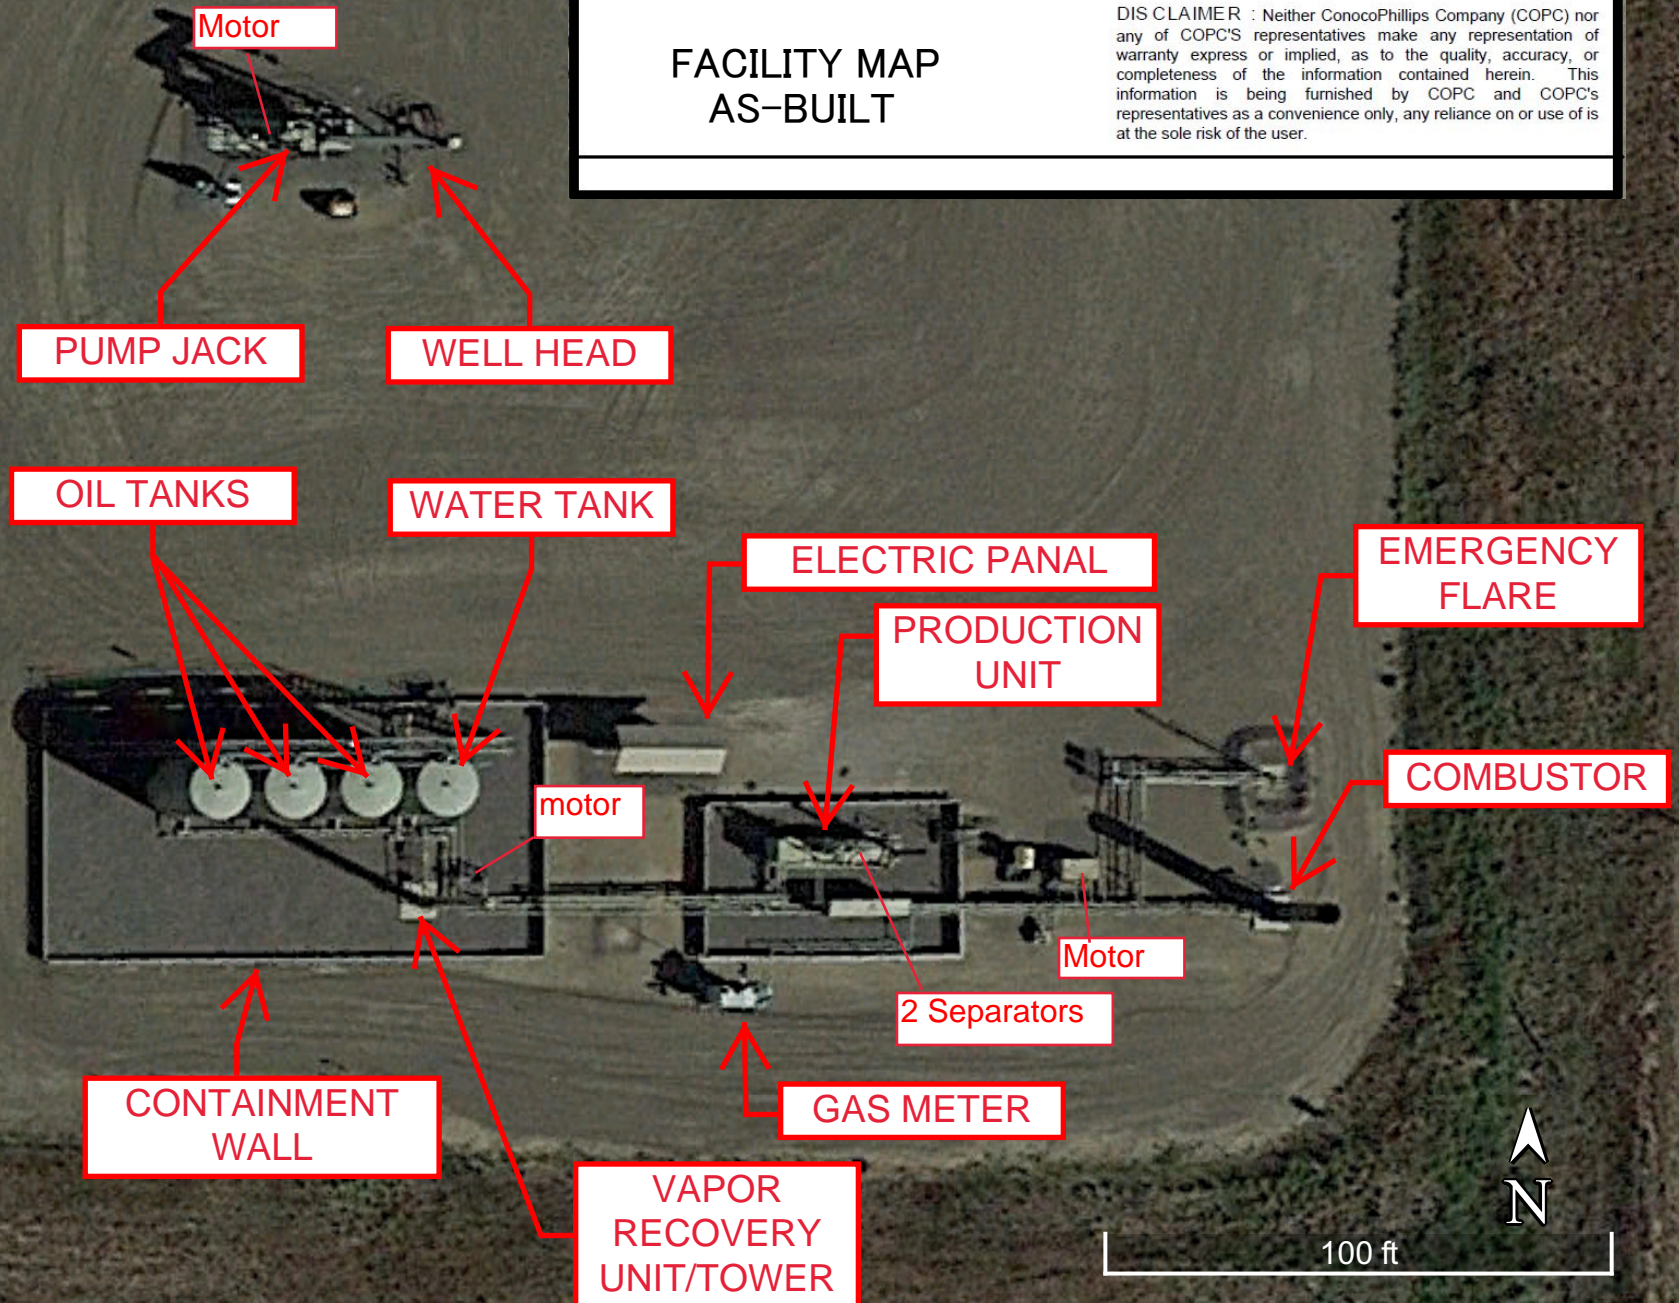 Motor
FACILITY MAP
AS-BUILT
DISCLAIMER : Neither ConocoPhillips Company (COPC) nor
any of COPC'S representatives make any representation of
warranty express or implied, as to the quality, accuracy, or
completeness of the information contained herein. This
information is being furnished by COPC and COPC's
representatives as a convenience only, any reliance on or use of is
at the sole risk of the user.
PUMP JACK
WELL HEAD
OIL TANKS
WATER TANK
ELECTRIC PANAL
EMERGENCY
FLARE
PRODUCTION
UNIT
COMBUSTOR
motor
Motor
2 Separators
CONTAINMENT
WALL
GAS METER
VAPOR
RECOVERY
UNIT/TOWER
N
100 ft